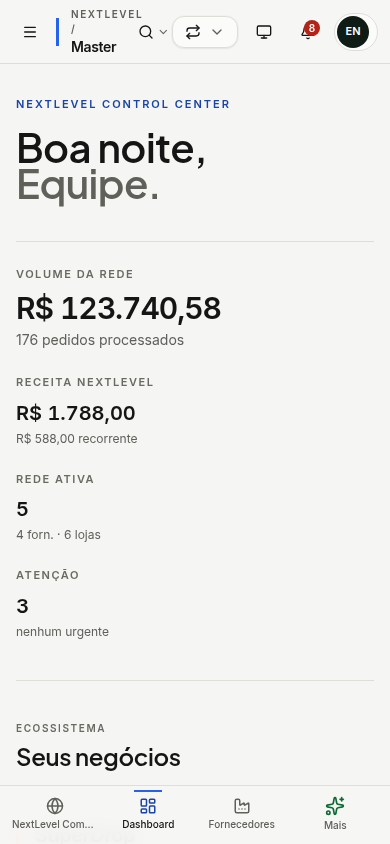 NEXTLEVEL
/
Master
8
EN
NEXTLEVEL CONTROL CENTER
Boa noite,
Equipe.
VOLUME DA REDE
R$ 123.740,58
176 pedidos processados
RECEITA NEXTLEVEL
R$ 1.788,00
R$ 588,00 recorrente
REDE ATIVA
5
4 forn. · 6 lojas
ATENÇÃO
3
nenhum urgente
ECOSSISTEMA
Seus negócios
NextLevel Com...
Dashboard
Fornecedores
Mais